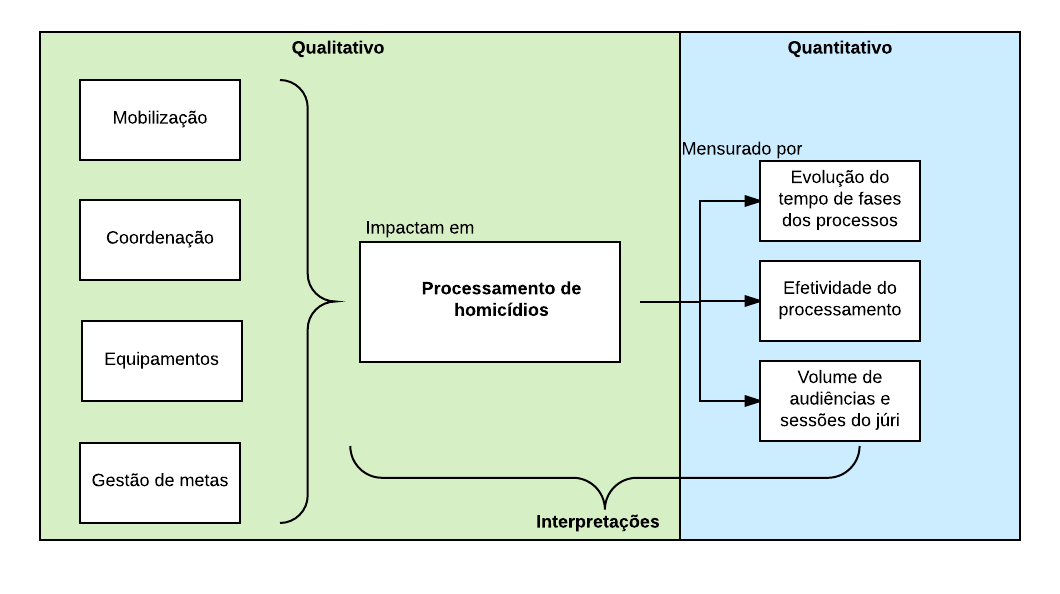 Qualitativo
Mobilização
Coordenação
Equipamentos
Gestão de metas
Impactam em
Processamento de
homicídios
Quantitativo
Mensurado por
Evolução do
tempo de fases
dos processos
Efetividade do
processamento
Volume de
audiências e
sessões do júri
Interpretações